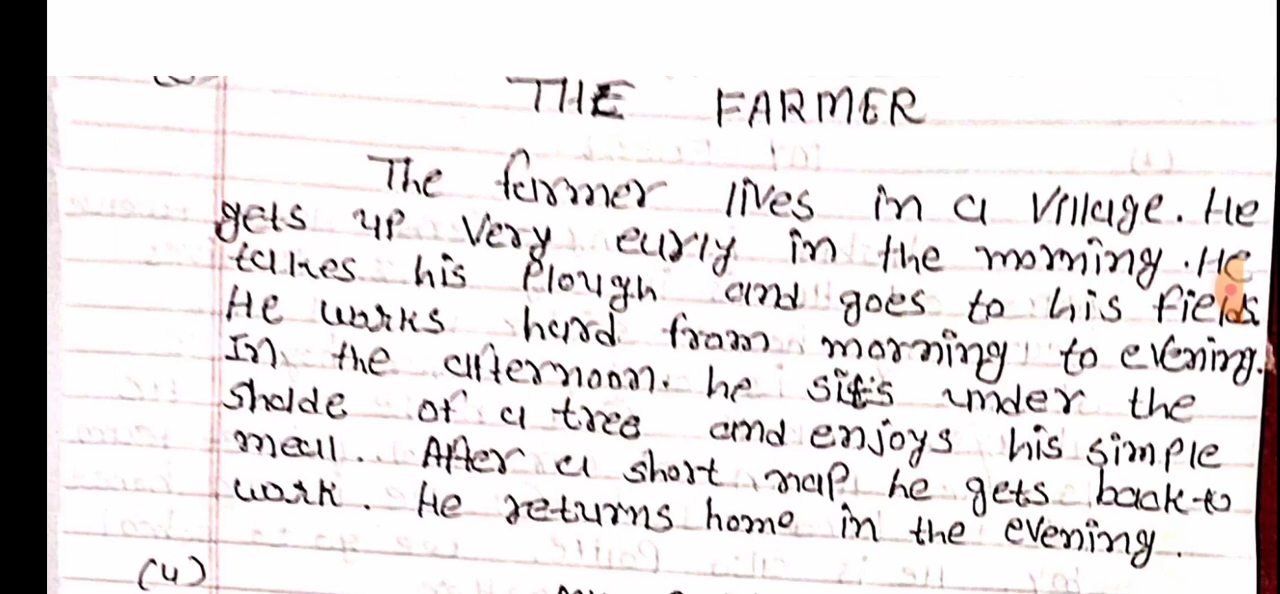 THE FARMER
The farmer lives in a village. He
gets up very early in the morning. He
takes his Plough and goes to his fields.
He works hard from morning to evening.
In the afternoon. he sits under the
shade of a tree and enjoys his simple
meal. After a short nap he gets back to
work. He returns home in the evening.
(4)